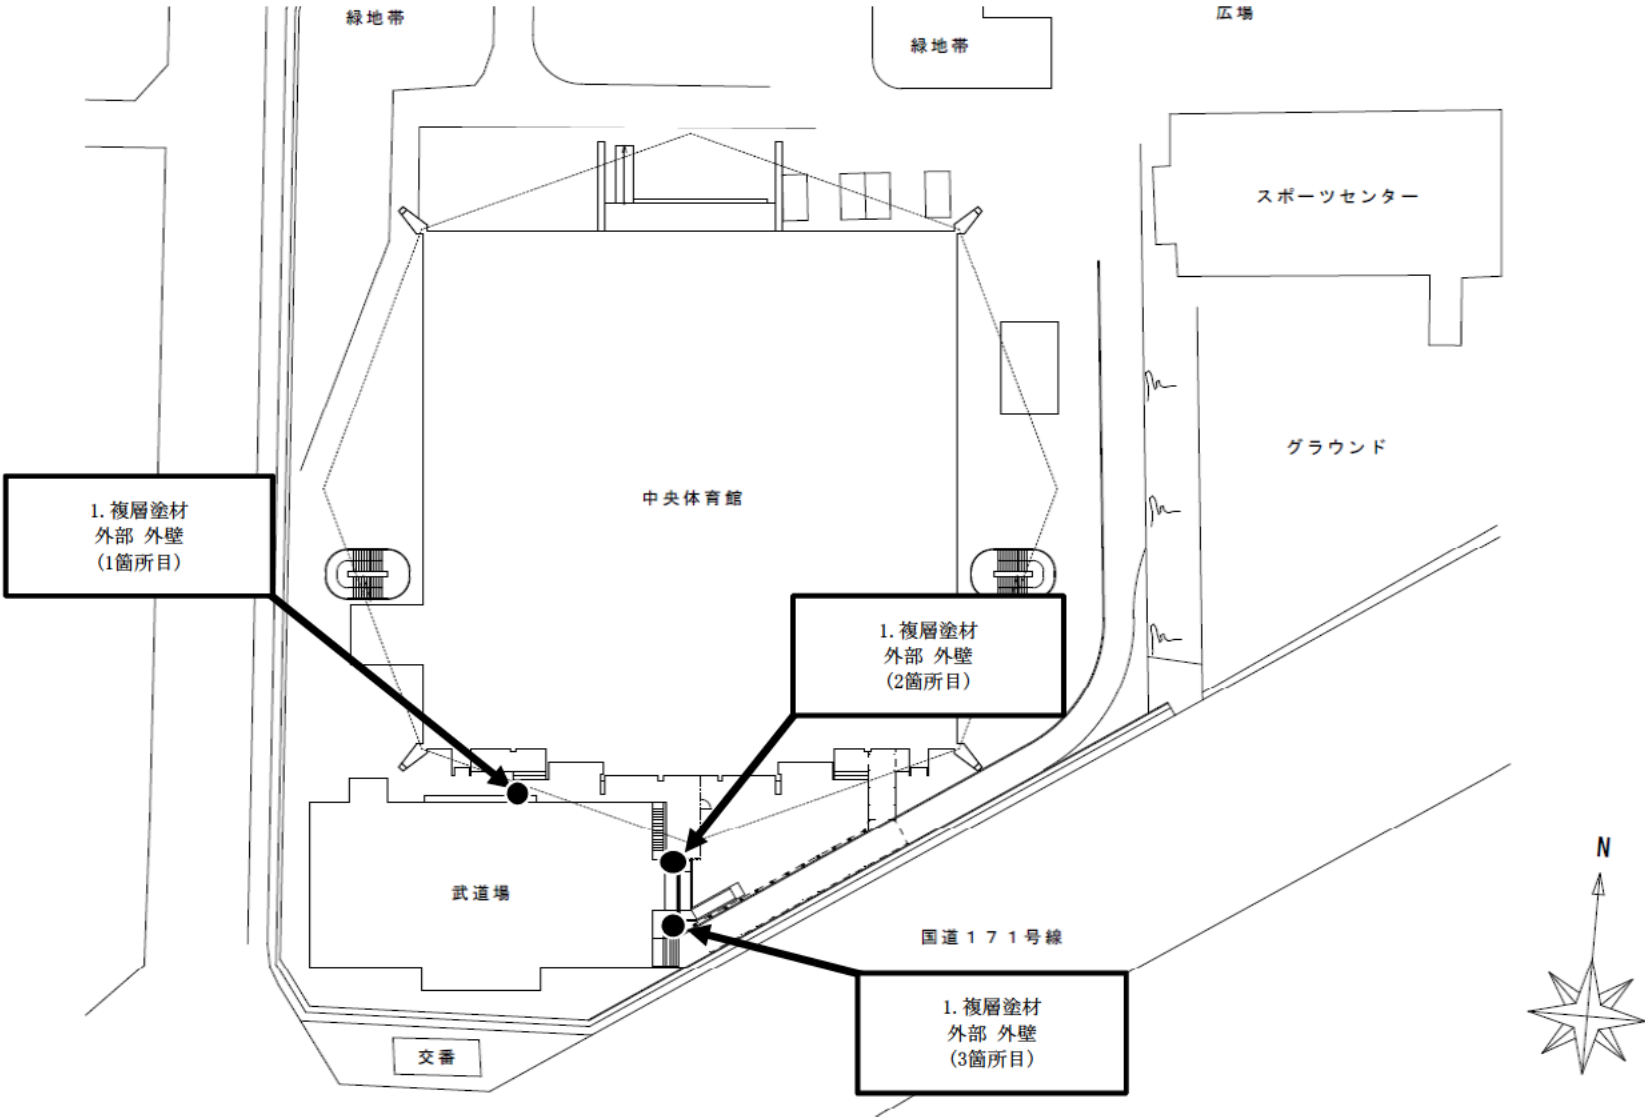 緑地帯
広場
緑地帯
スポーツセンター
グラウンド
中央体育館
1. 複層塗材
外部 外壁
(1箇所目)
1. 複層塗材
外部 外壁
(2箇所目)
武道場
国道171号線
N
1. 複層塗材
外部 外壁
(3箇所目)
交番